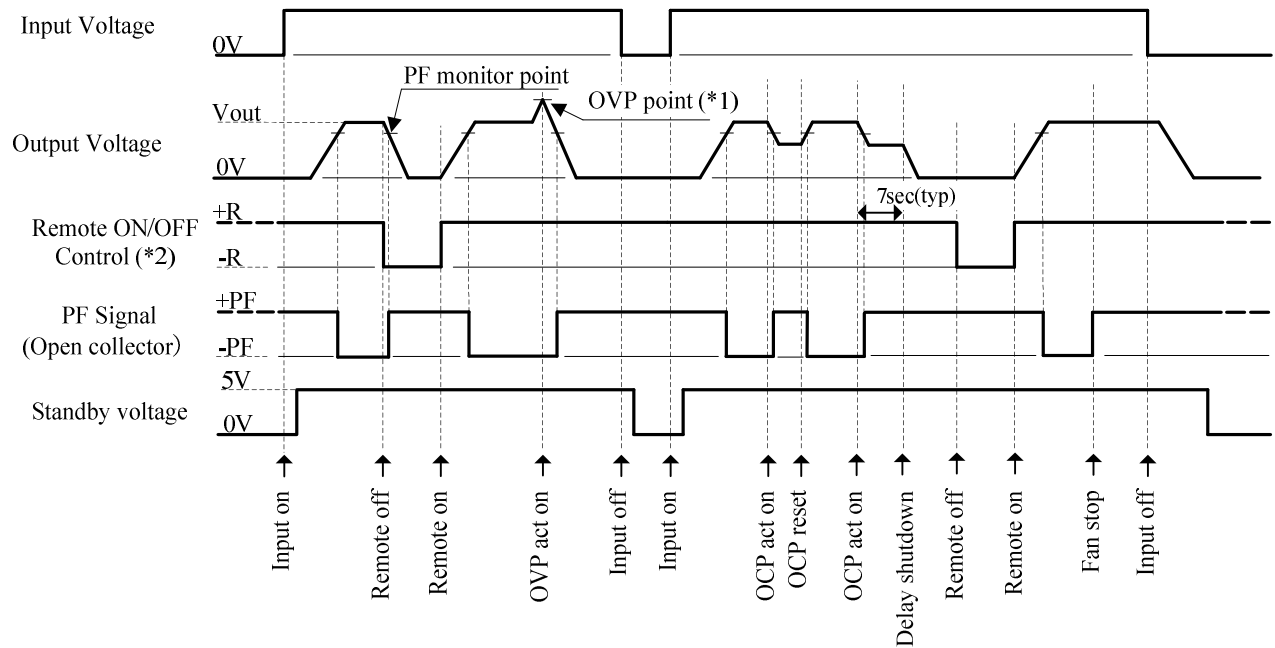 Input Voltage
0V
PF monitor point
OVP point (*1)
Vout
Output Voltage
0V
7sec(typ)
+R
Remote ON/OFF
Control (*2)
-R
+PF
PF Signal
(Open collector)
-PF
5V
Standby voltage
0V
Input on
Remote off
Remote on
OVP act on
Input off
Input on
OCP act on
OCP reset
OCP act on
Delay shutdown
Remote off
Remote on
Fan stop
Input off